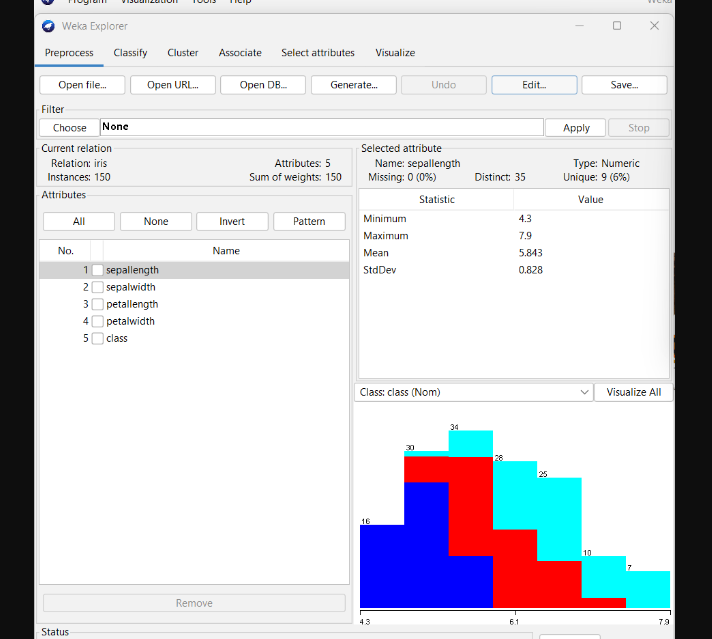 Program Visualization Tools Help
Weka Explorer
Preprocess Classify Cluster Associate Select attributes Visualize
Open file... Open URL... Open DB... Generate... Undo Edit... Save...
Filter
Choose None Apply Stop
Current relation
Relation: iris Attributes: 5
Instances: 150 Sum of weights: 150
Attributes
All None Invert Pattern
No. Name
1 sepallength
2 sepalwidth
3 petallength
4 petalwidth
5 class
Remove
Selected attribute
Name: sepallength Type: Numeric
Missing: 0 (0%) Distinct: 35 Unique: 9 (6%)
Statistic Value
Minimum 4.3
Maximum 7.9
Mean 5.843
StdDev 0.828
Class: class (Nom) Visualize All
16 30 34 28 25 10 7
4.3 6.1 7.9
Status